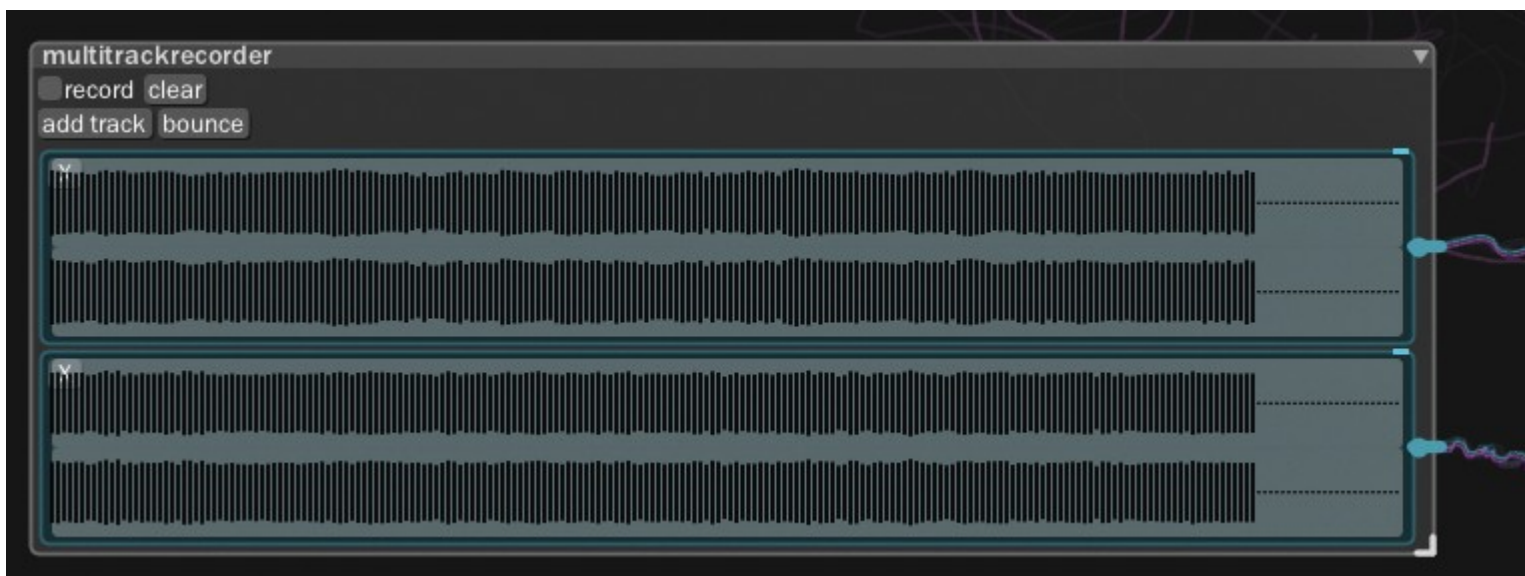 multitrackrecorder
record clear
add track bounce
X
X